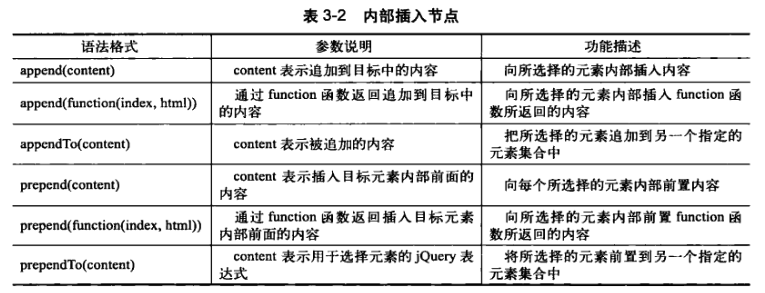 表 3-2 内部插入节点
语法格式 参数说明 功能描述
append(content) content 表示追加到目标中的内容 向所选择的元素内部插入内容
append(function(index, html)) 通过 function 函数返回追加到目标中 向所选择的元素内部插入 function 函
的内容 数所返回的内容
appendTo(content) content 表示被追加的内容 把所选择的元素追加到另一个指定的
元素集合中
prepend(content) content 表示插入目标元素内部前面的 向每个所选择的元素内部前置内容
内容
prepend(function(index, html)) 通过 function 函数返回插入目标元素 向所选择的元素内部前置 function 函
内部前面的内容 数所返回的内容
prependTo(content) content 表示用于选择元素的 jQuery 表 将所选择的元素前置到另一个指定的
达式 元素集合中